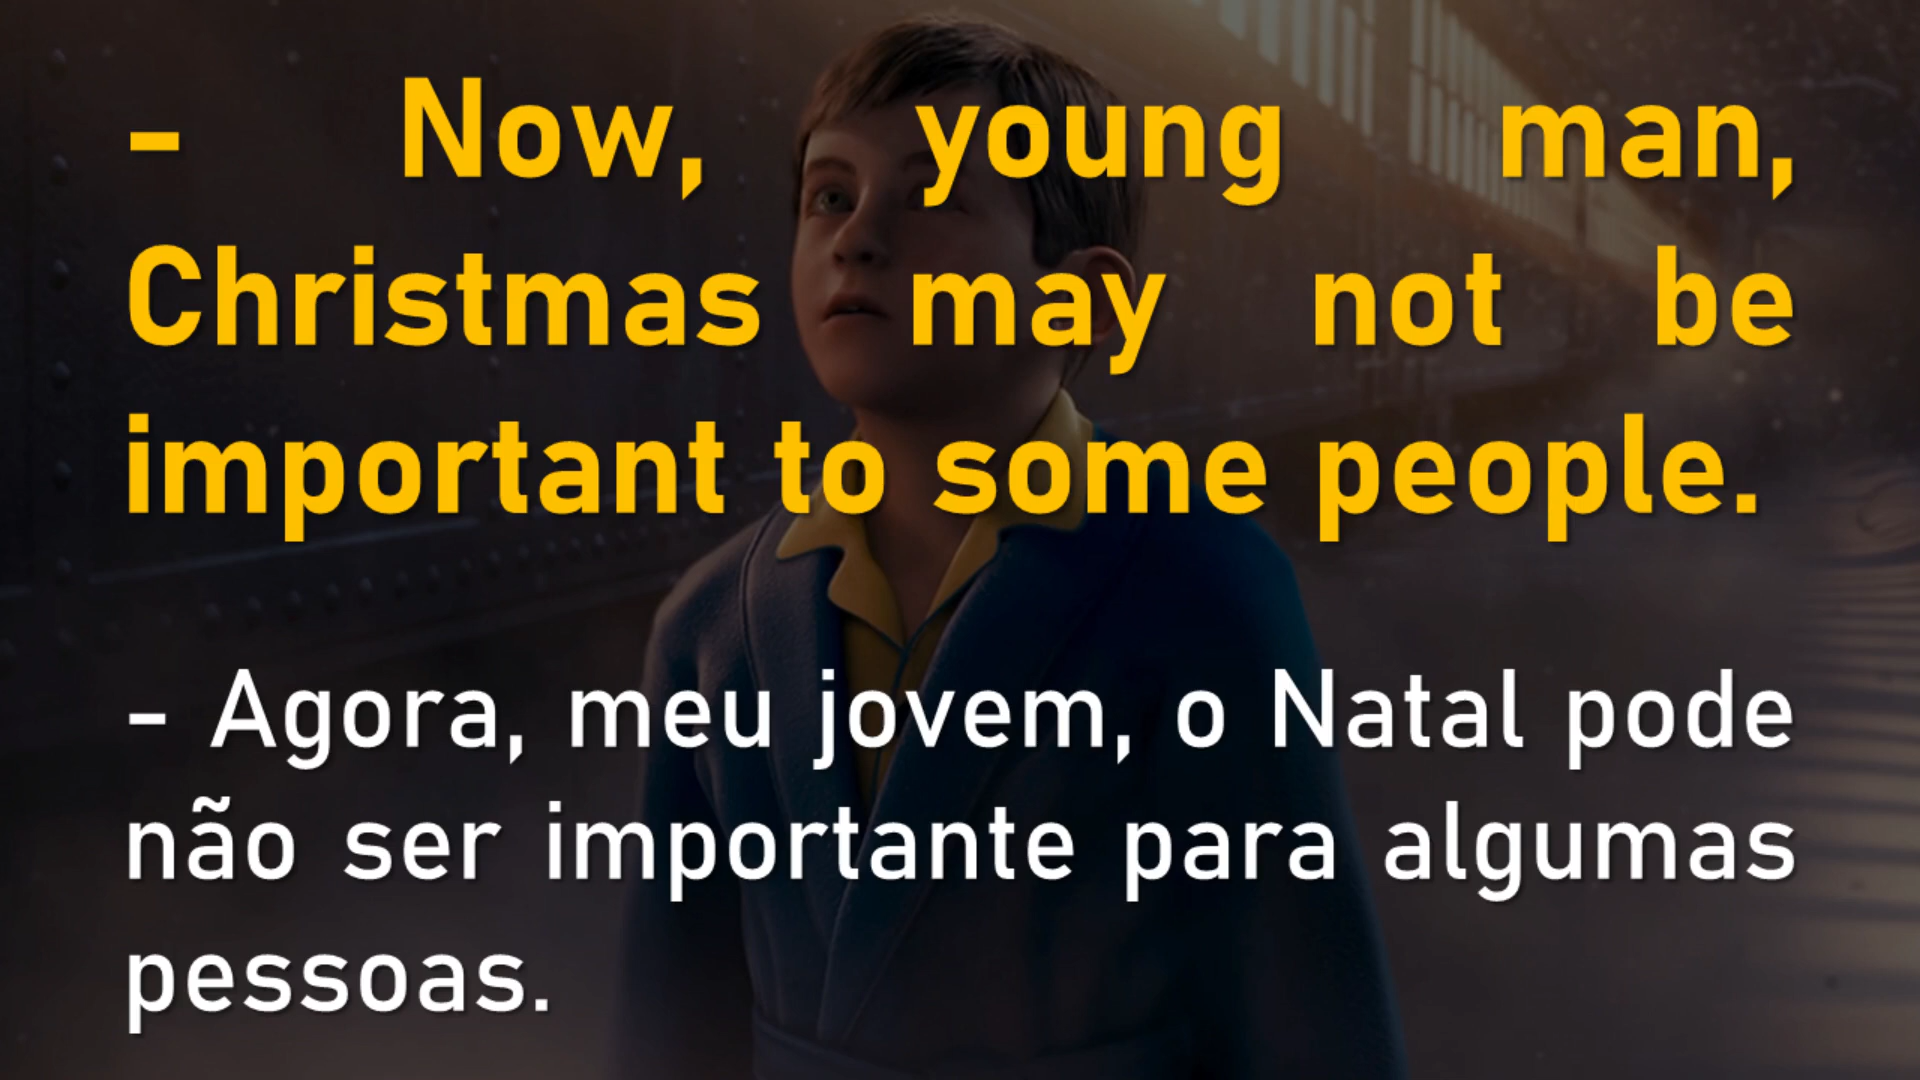 - Now, young man,
Christmas may not be
important to some people.
- Agora, meu jovem, o Natal pode
não ser importante para algumas
pessoas.